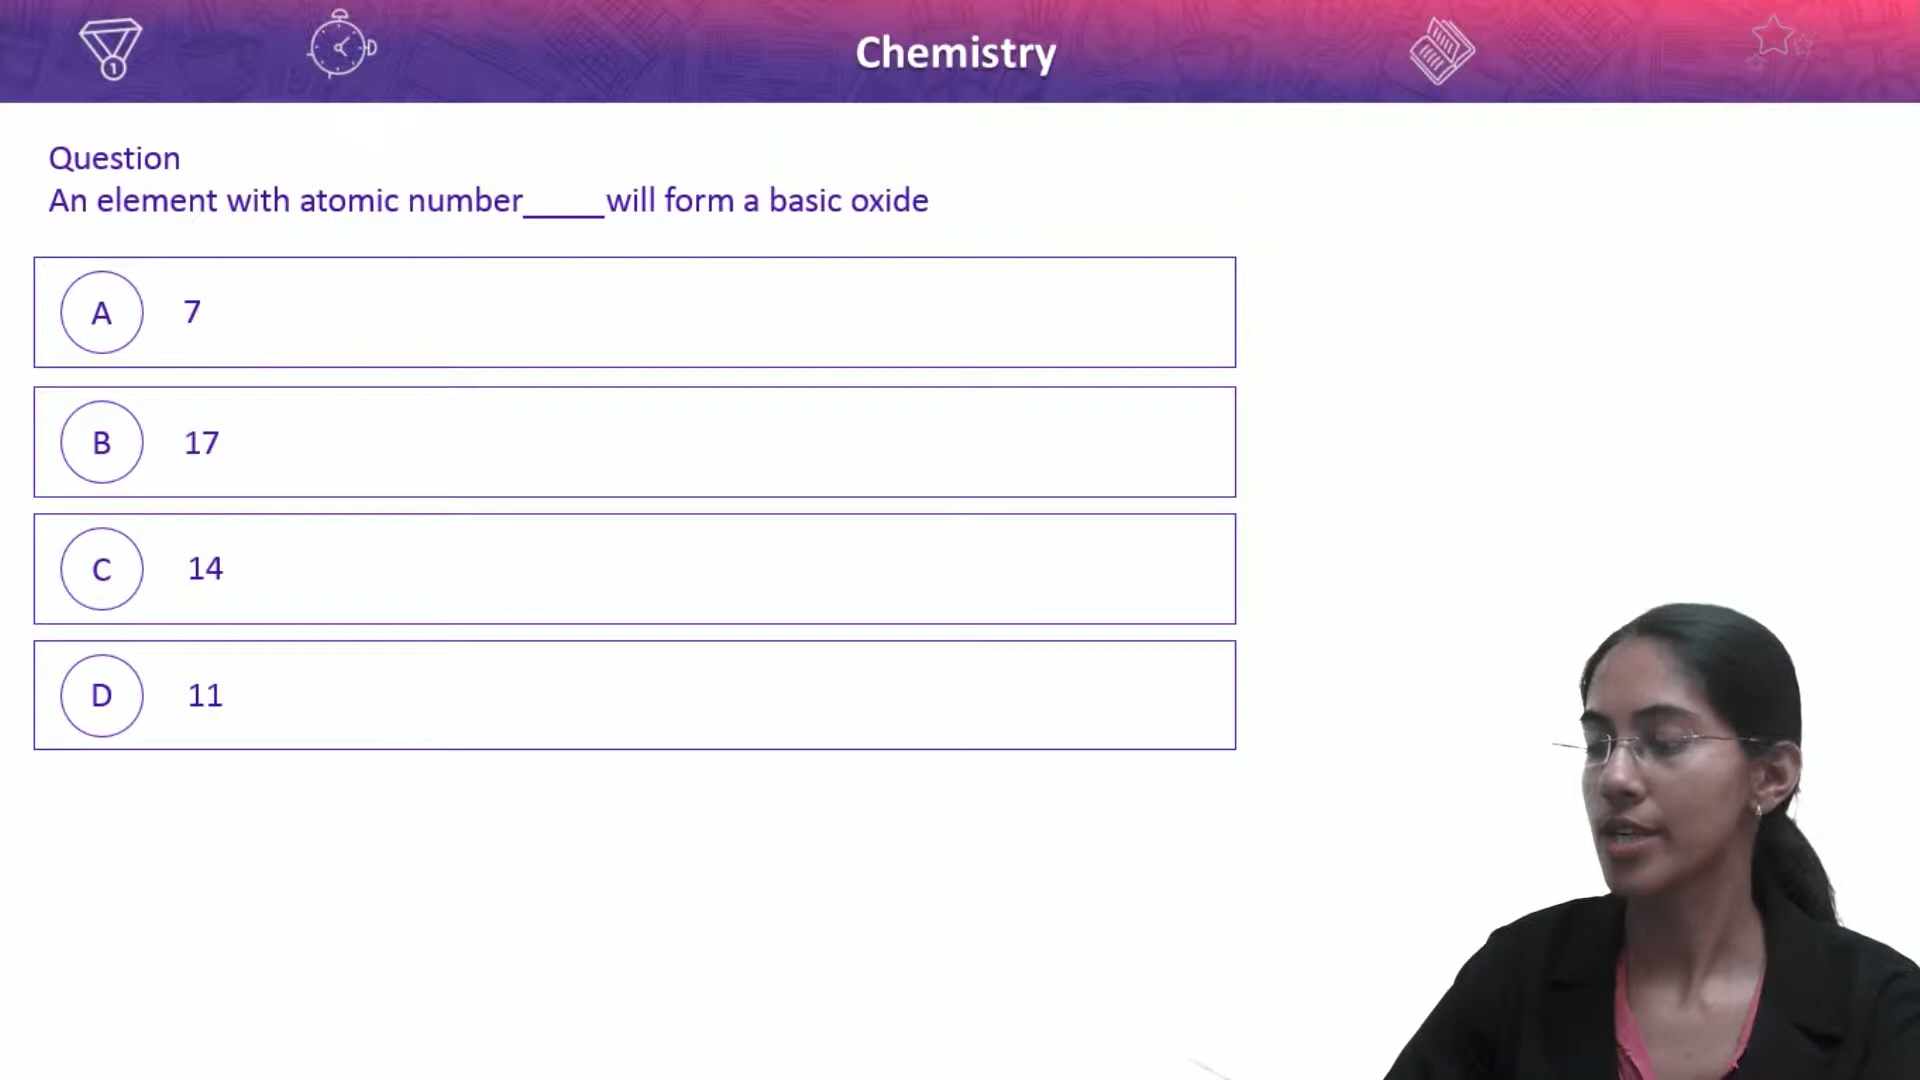 Chemistry
Question
An element with atomic number_____will form a basic oxide
A 7
B 17
C 14
D 11